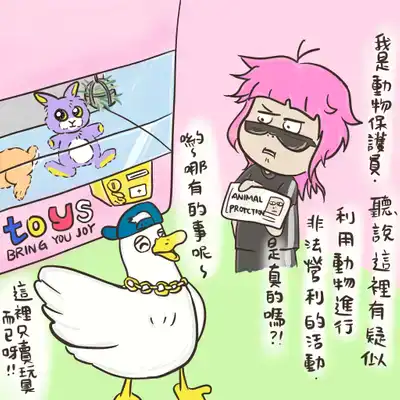 我是動物保護員.
聽說這裡有疑似
利用動物進行
非法營利的活動.
是真的嗎?!
ANIMAL
PROTECTION
喲~哪有的事呢~
toys
BRING YOU JOY
這裡只賣玩具
而已呀!!